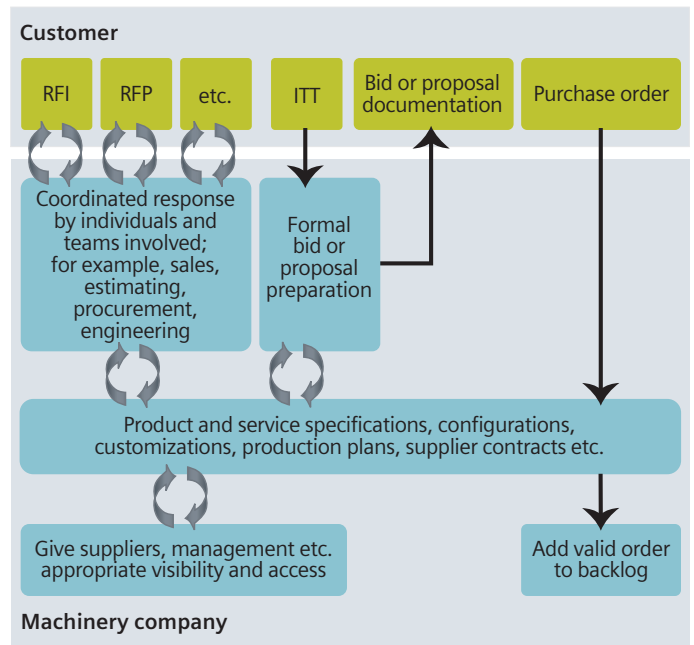 Customer
RFI
RFP
etc.
ITT
Bid or proposal
documentation
Purchase order
Coordinated response
by individuals and
teams involved;
for example, sales,
estimating,
procurement,
engineering
Formal
bid or
proposal
preparation
Product and service specifications, configurations,
customizations, production plans, supplier contracts etc.
Give suppliers, management etc.
appropriate visibility and access
Add valid order
to backlog
Machinery company